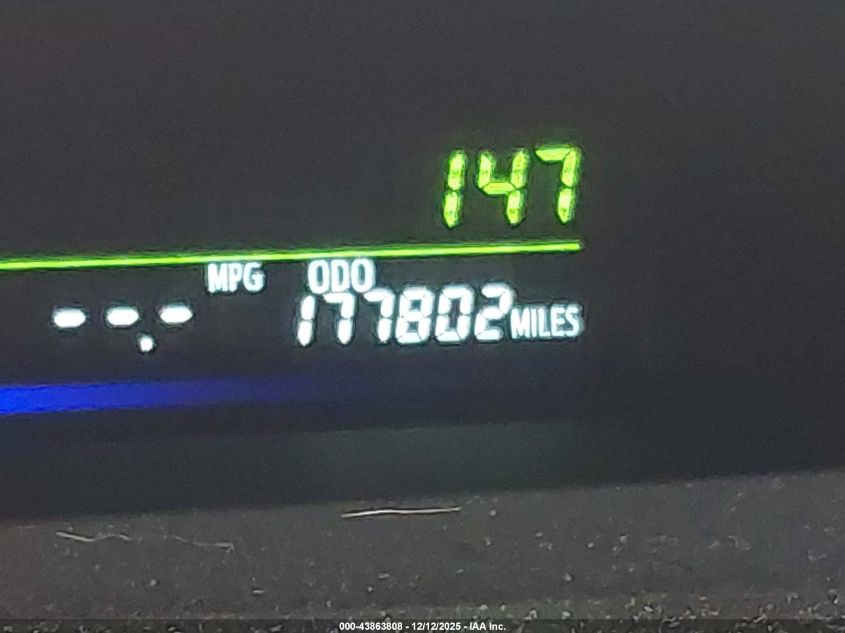 147
MPG ODO
--.- 177802 MILES
000-43863808 - 12/12/2025 - IAA Inc.